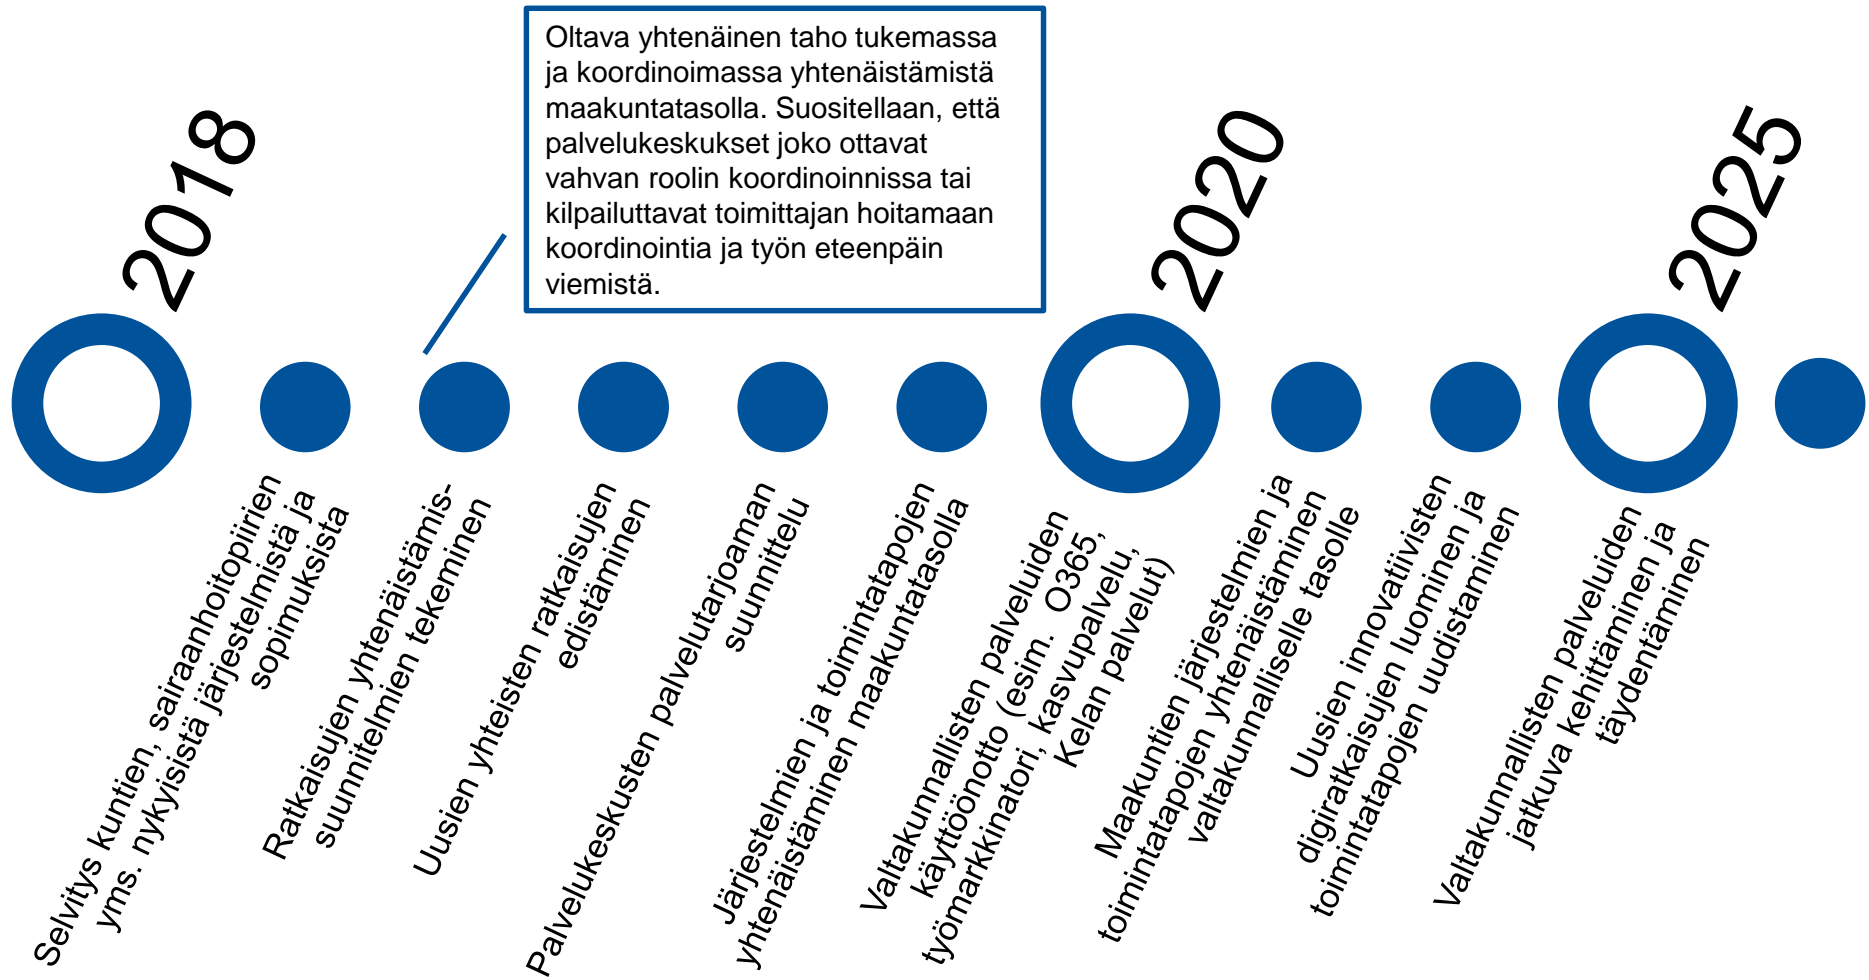 Oltava yhtenäinen taho tukemassa
ja koordinoimassa yhtenäistämistä
maakuntatasolla. Suositellaan, että
palvelukeskukset joko ottavat
vahvan roolin koordinoinnissa tai
kilpailuttavat toimittajan hoitamaan
koordinointia ja työn eteenpäin
viemistä.
2018
2020
2025
Selvitys kuntien, sairaanhoitopiirien
yms. nykyisistä järjestelmistä ja
sopimuksista
Ratkaisujen yhtenäistämis-
suunnitelmien tekeminen
Uusien yhteisten ratkaisujen
edistäminen
Palvelukeskusten palvelutarjoaman
suunnittelu
Järjestelmien ja toimintatapojen
yhtenäistäminen maakuntatasolla
Valtakunnallisten palveluiden
käyttöönotto (esim. O365,
työmarkkinatori, kasvupalvelu,
Kelan palvelut)
Maakuntien järjestelmien ja
toimintatapojen yhtenäistäminen
valtakunnalliselle tasolle
Uusien innovatiivisten
digiratkaisujen luominen ja
toimintatapojen uudistaminen
Valtakunnallisten palveluiden
jatkuva kehittäminen ja
täydentäminen